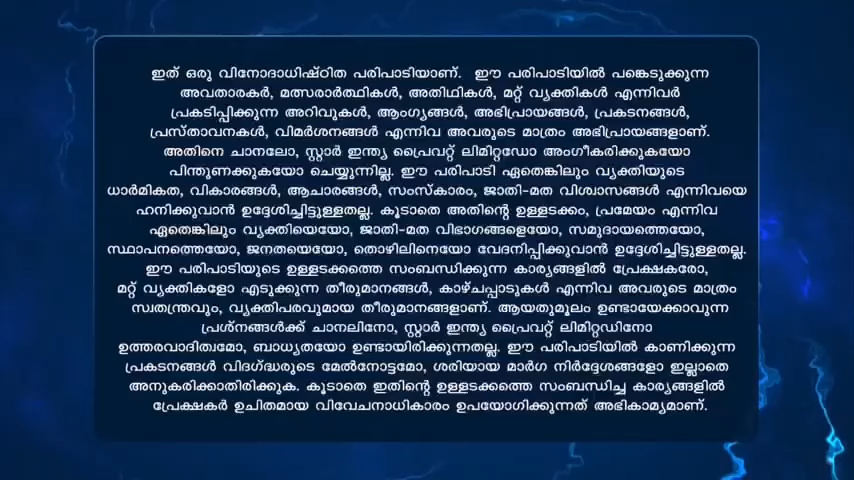 ഇത് ഒരു വിനോദാധിഷ്ഠിത പരിപാടിയാണ്. ഈ പരിപാടിയിൽ പങ്കെടുക്കുന്ന
അവതാരകർ, മത്സരാർത്ഥികൾ, അതിഥികൾ, മറ്റ് വ്യക്തികൾ എന്നിവർ
പ്രകടിപ്പിക്കുന്ന അറിവുകൾ, ആംഗ്യങ്ങൾ, അഭിപ്രായങ്ങൾ, പ്രകടനങ്ങൾ,
പ്രസ്താവനകൾ, വിമർശനങ്ങൾ എന്നിവ അവരുടെ മാത്രം അഭിപ്രായങ്ങളാണ്.
അതിനെ ചാനലോ, സ്റ്റാർ ഇന്ത്യ പ്രൈവറ്റ് ലിമിറ്റഡോ അംഗീകരിക്കുകയോ
പിന്തുണക്കുകയോ ചെയ്യുന്നില്ല. ഈ പരിപാടി ഏതെങ്കിലും വ്യക്തിയുടെ
ധാർമികത, വികാരങ്ങൾ, ആചാരങ്ങൾ, സംസ്കാരം, ജാതി-മത വിശ്വാസങ്ങൾ എന്നിവയെ
ഹനിക്കുവാൻ ഉദ്ദേശിച്ചിട്ടുള്ളതല്ല. കൂടാതെ അതിന്റെ ഉള്ളടക്കം, പ്രമേയം എന്നിവ
ഏതെങ്കിലും വ്യക്തിയെയോ, ജാതി-മത വിഭാഗങ്ങളെയോ, സമുദായത്തെയോ,
സ്ഥാപനത്തെയോ, ജനതയെയോ, തൊഴിലിനെയോ വേദനിപ്പിക്കുവാൻ ഉദ്ദേശിച്ചിട്ടുള്ളതല്ല.
ഈ പരിപാടിയുടെ ഉള്ളടക്കത്തെ സംബന്ധിക്കുന്ന കാര്യങ്ങളിൽ പ്രേക്ഷകരോ,
മറ്റ് വ്യക്തികളോ എടുക്കുന്ന തീരുമാനങ്ങൾ, കാഴ്ചപ്പാടുകൾ എന്നിവ അവരുടെ മാത്രം
സ്വതന്ത്രവും, വ്യക്തിപരവുമായ തീരുമാനങ്ങളാണ്. ആയതുമൂലം ഉണ്ടായേക്കാവുന്ന
പ്രശ്നങ്ങൾക്ക് ചാനലിനോ, സ്റ്റാർ ഇന്ത്യ പ്രൈവറ്റ് ലിമിറ്റഡിനോ
ഉത്തരവാദിത്വമോ, ബാധ്യതയോ ഉണ്ടായിരിക്കുന്നതല്ല. ഈ പരിപാടിയിൽ കാണിക്കുന്ന
പ്രകടനങ്ങൾ വിദഗ്ദ്ധരുടെ മേൽനോട്ടമോ, ശരിയായ മാർഗ നിർദ്ദേശങ്ങളോ ഇല്ലാതെ
അനുകരിക്കാതിരിക്കുക. കൂടാതെ ഇതിന്റെ ഉള്ളടക്കത്തെ സംബന്ധിച്ച കാര്യങ്ങളിൽ
പ്രേക്ഷകർ ഉചിതമായ വിവേചനാധികാരം ഉപയോഗിക്കുന്നത് അഭികാമ്യമാണ്.